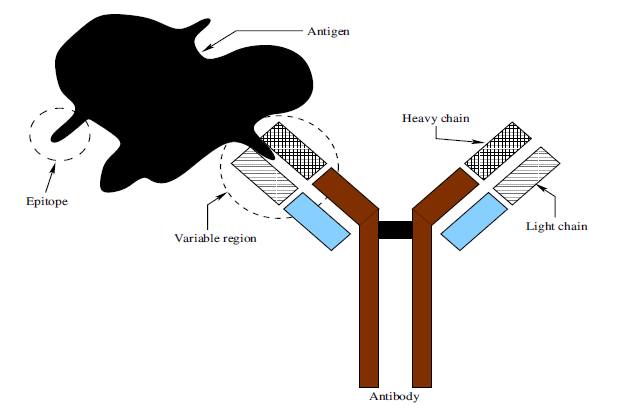 Antigen
Heavy chain
Epitope
Variable region
Light chain
Antibody